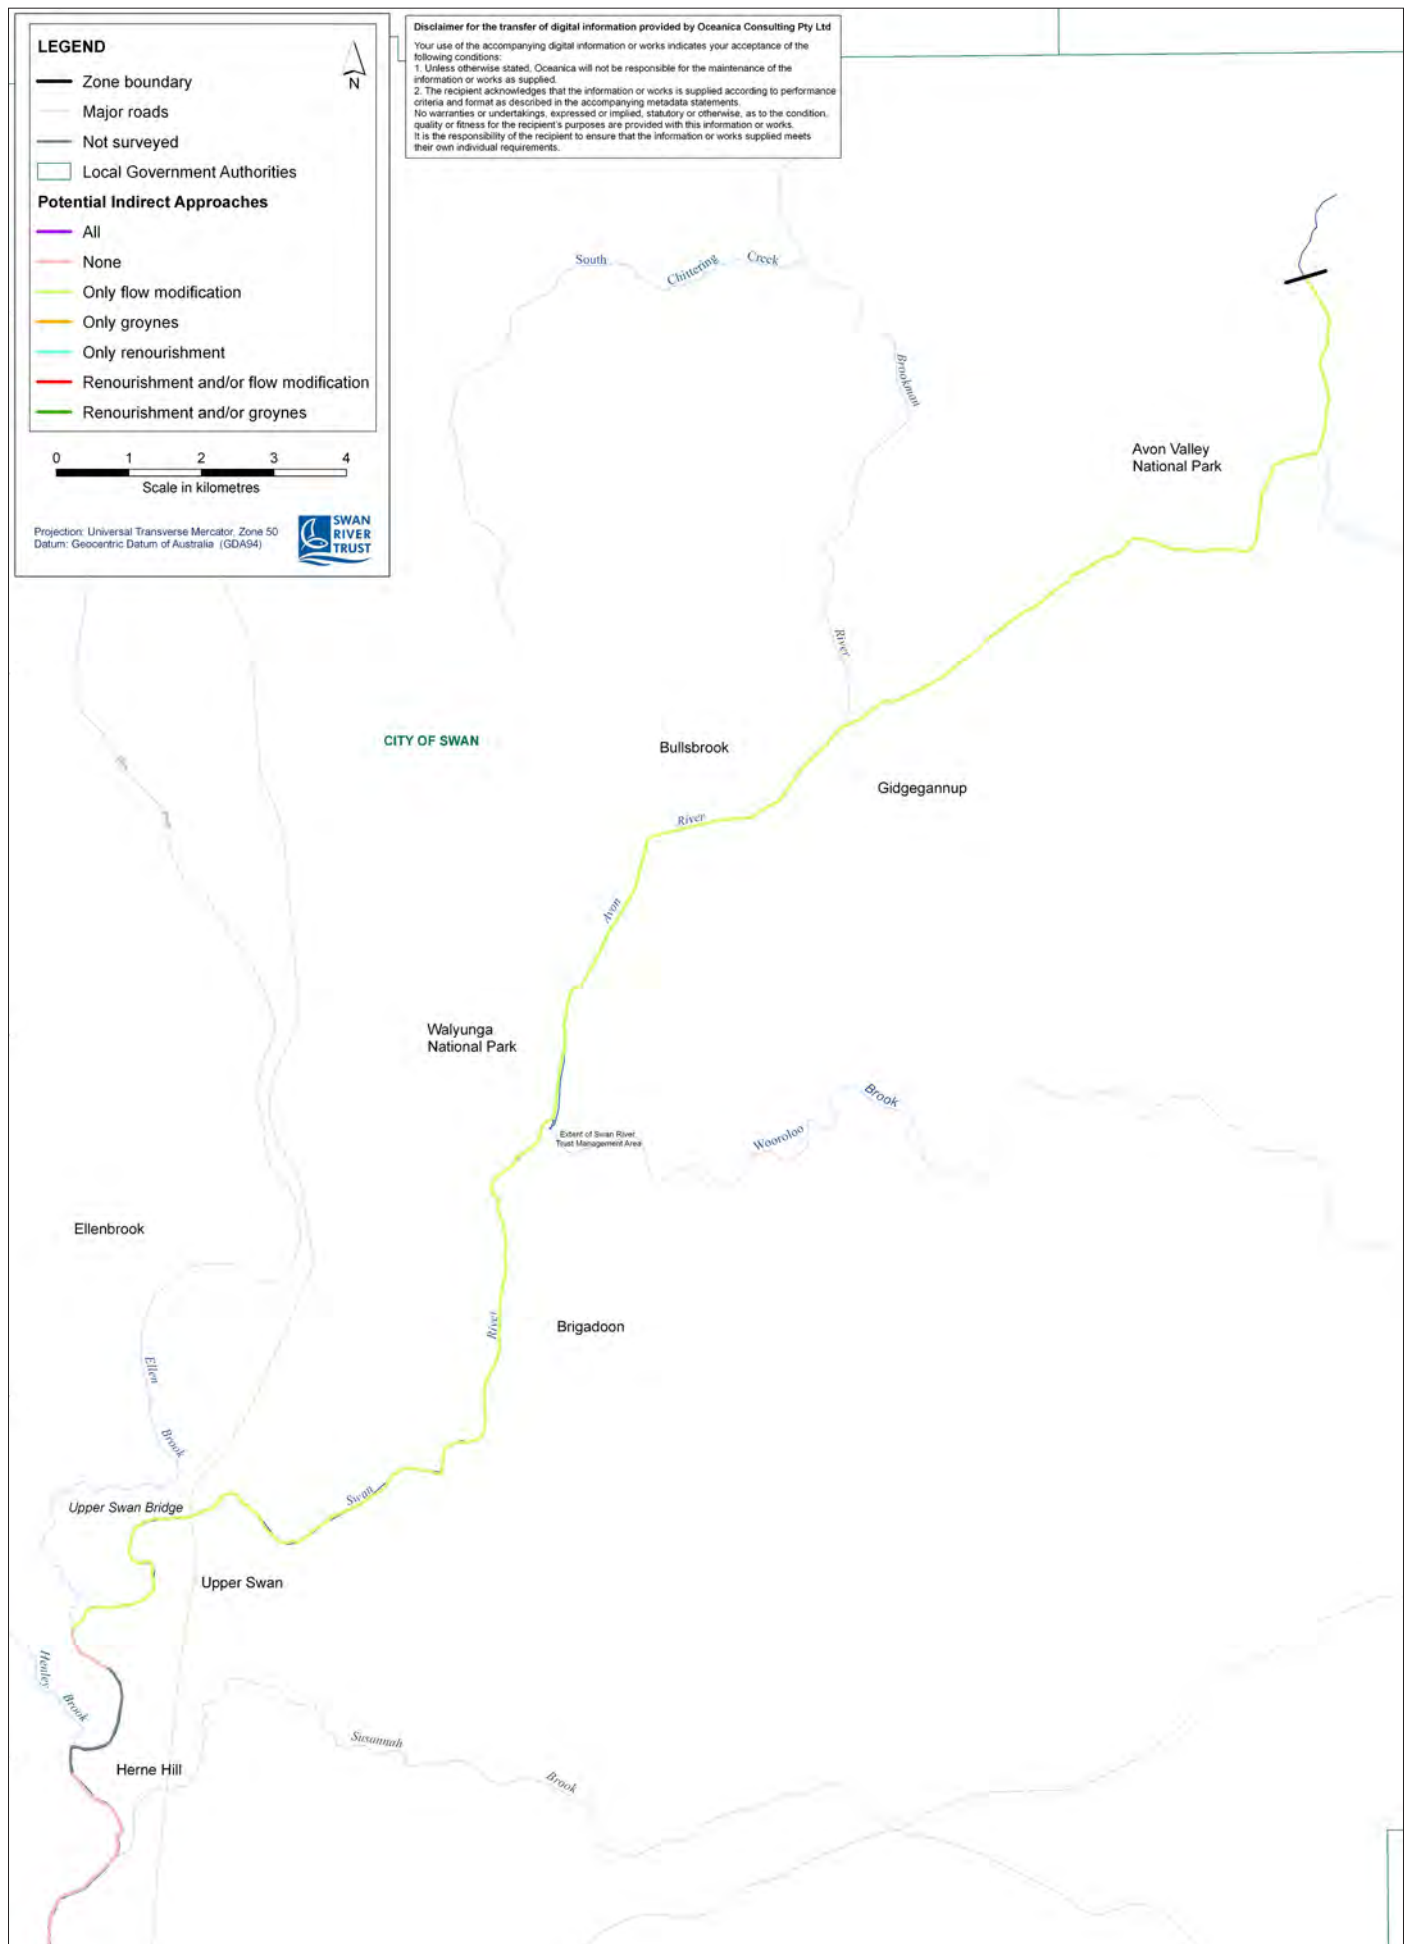 LEGEND
N
Zone boundary
Major roads
Not surveyed
Local Government Authorities
Potential Indirect Approaches
All
None
Only flow modification
Only groynes
Only renourishment
Renourishment and/or flow modification
Renourishment and/or groynes
0 1 2 3 4
Scale in kilometres
Projection: Universal Transverse Mercator, Zone 50
Datum: Geocentric Datum of Australia (GDA94)
SWAN
RIVER
TRUST
Disclaimer for the transfer of digital information provided by Oceanica Consulting Pty Ltd
Your use of the accompanying digital information or works indicates your acceptance of the
following conditions:
1. Unless otherwise stated, Oceanica will not be responsible for the maintenance of the
information or works as supplied.
2. The recipient acknowledges that the information or works is supplied according to performance
criteria and format as described in the accompanying metadata statements.
No warranties or undertakings, expressed or implied, statutory or otherwise, as to the condition,
quality or fitness for the recipient's purposes are provided with this information or works.
It is the responsibility of the recipient to ensure that the information or works supplied meets
their own individual requirements.
South Chittering Creek
Brookman
River
Avon Valley
National Park
CITY OF SWAN
Bullsbrook
Gidgegannup
River
Avon
Walyunga
National Park
Extent of Swan River
Trust Management Area
Wooroloo
Brook
Ellenbrook
River
Brigadoon
Ellen
Brook
Swan
Upper Swan Bridge
Upper Swan
Henley
Brook
Susannah
Brook
Herne Hill